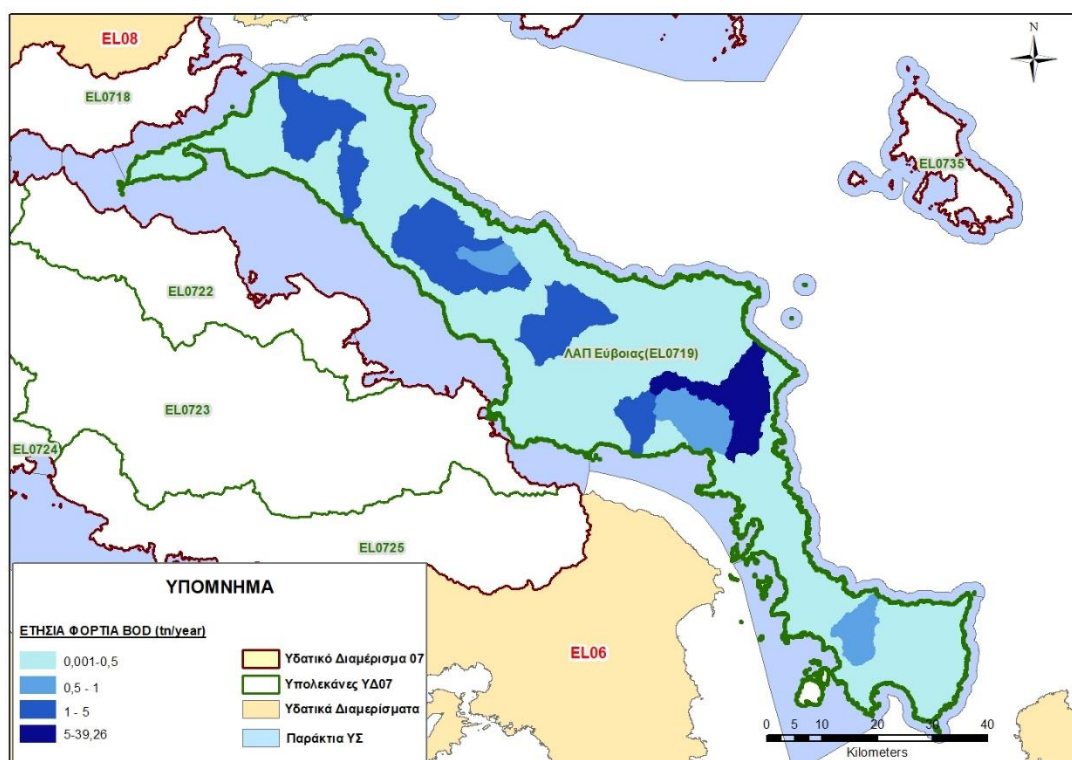 EL08
N
EL0718
EL0735
EL0722
ΛΑΠ Εύβοιας(EL0719)
EL0723
EL0724
EL0725
ΥΠΟΜΝΗΜΑ
ΕΤΗΣΙΑ ΦΟΡΤΙΑ BOD (tn/year)
0,001-0,5
0,5 - 1
1 - 5
5-39,26
Υδατικό Διαμέρισμα 07
Υπολεκάνες ΥΔ07
Υδατικά Διαμερίσματα
Παράκτια ΥΣ
EL06
0 5 10 20 30 40
Kilometers